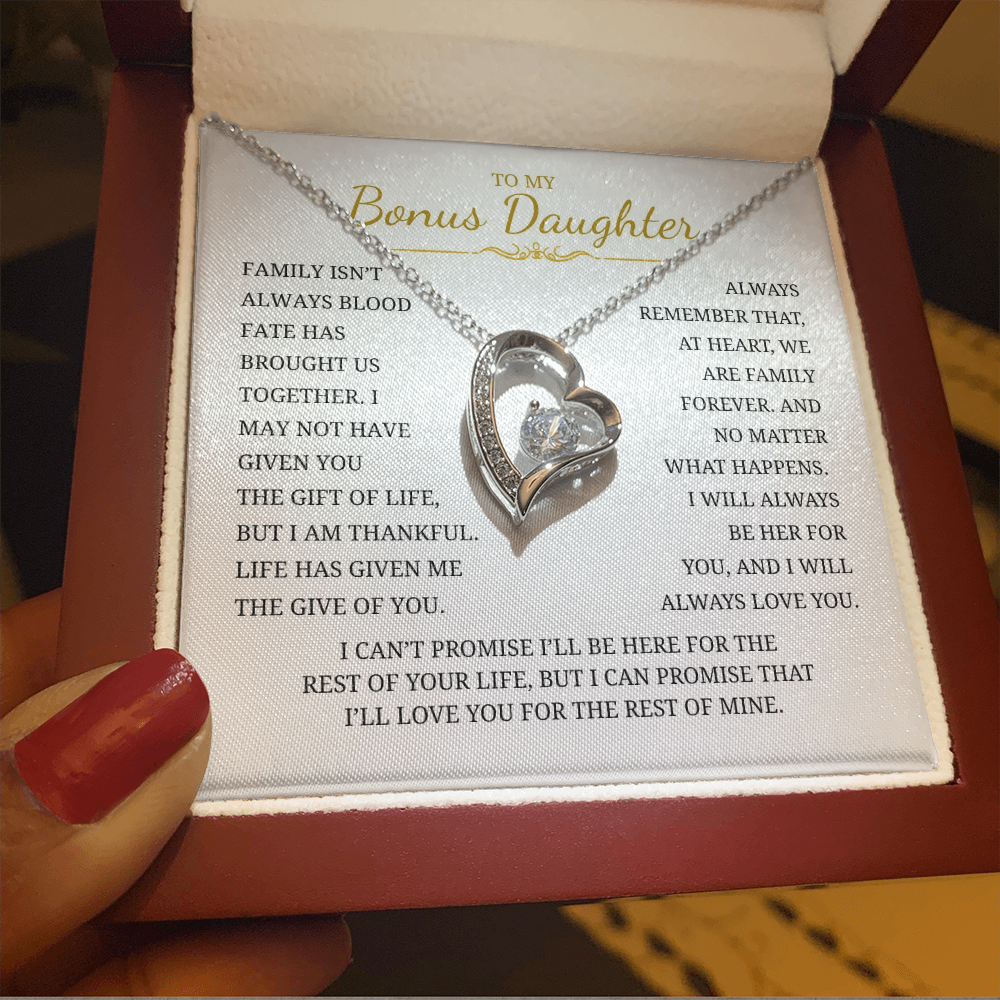 TO MY
Bonus Daughter
FAMILY ISN'T
ALWAYS BLOOD
FATE HAS
BROUGHT US
TOGETHER. I
MAY NOT HAVE
GIVEN YOU
THE GIFT OF LIFE,
BUT I AM THANKFUL.
LIFE HAS GIVEN ME
THE GIVE OF YOU.
ALWAYS
REMEMBER THAT,
AT HEART, WE
ARE FAMILY
FOREVER. AND
NO MATTER
WHAT HAPPENS.
I WILL ALWAYS
BE HER FOR
YOU, AND I WILL
ALWAYS LOVE YOU.
I CAN'T PROMISE I'LL BE HERE FOR THE
REST OF YOUR LIFE, BUT I CAN PROMISE THAT
I'LL LOVE YOU FOR THE REST OF MINE.